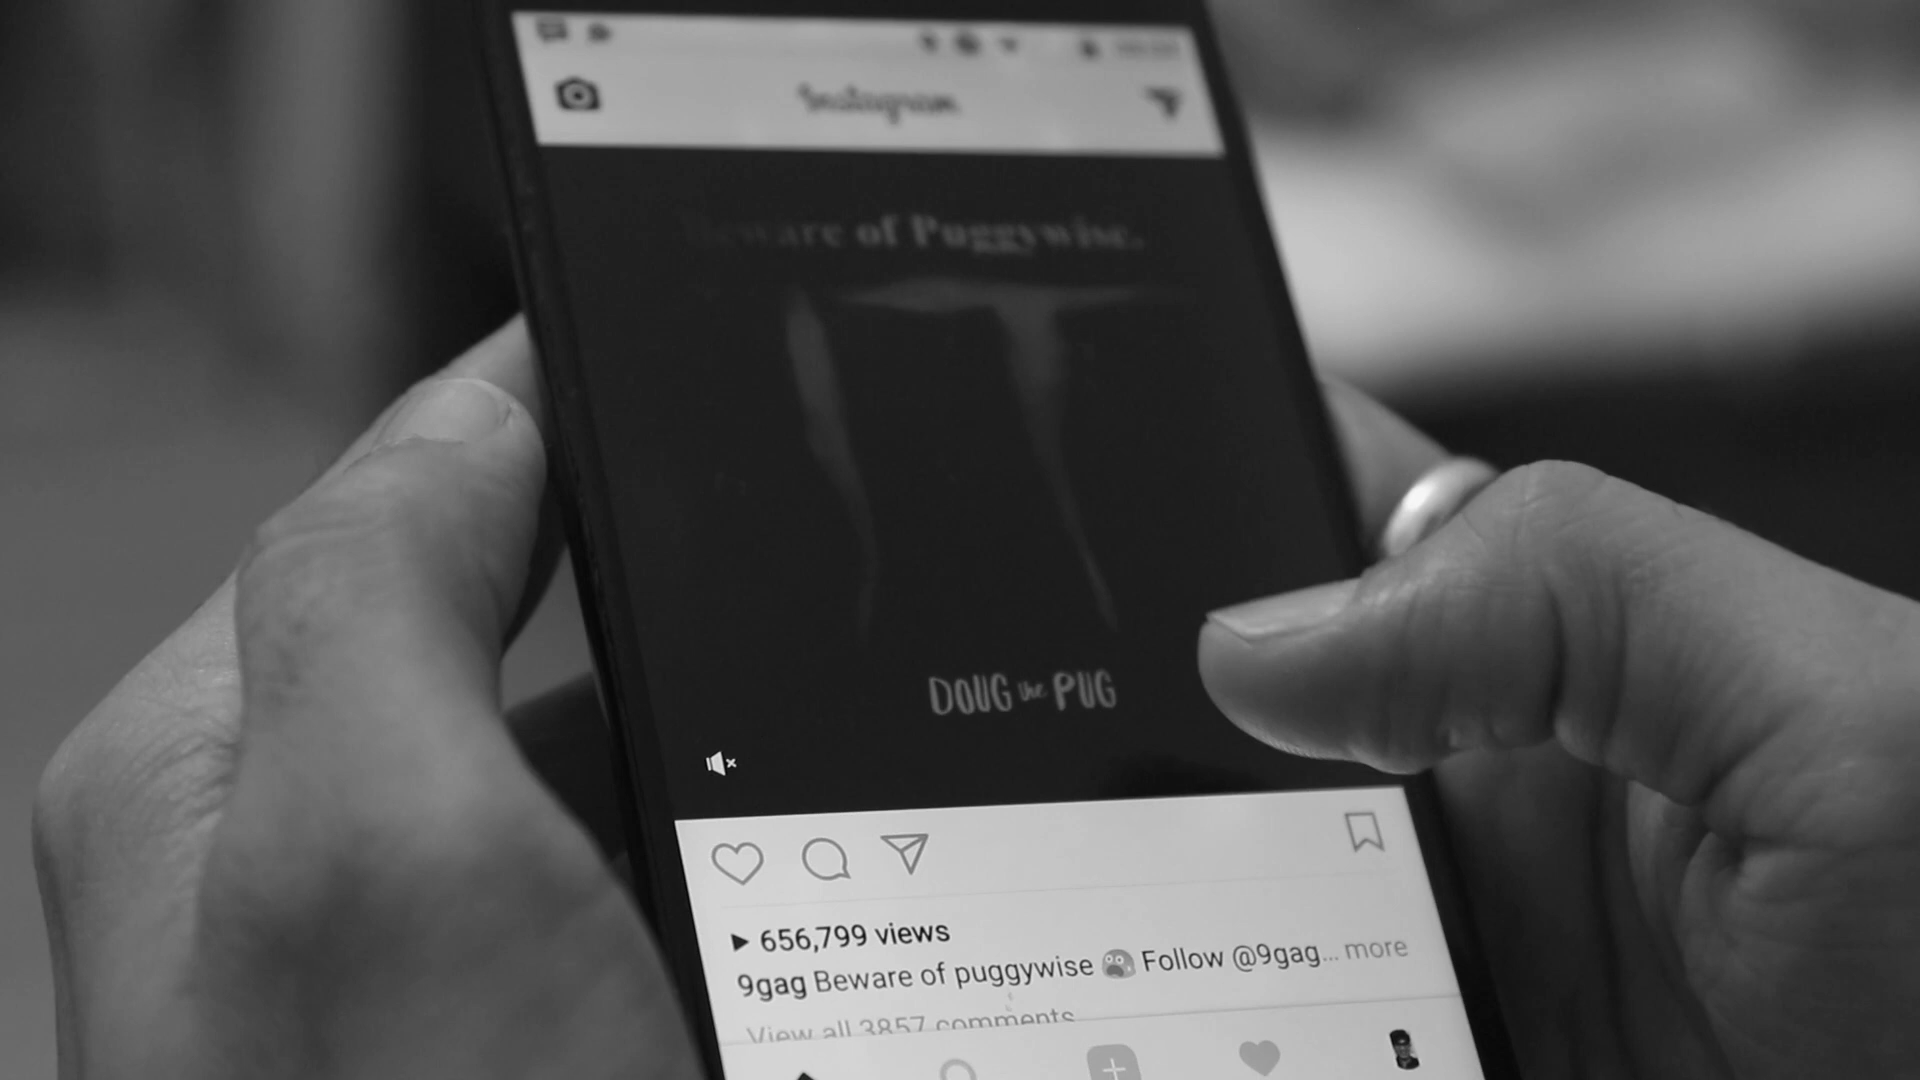 Instagram
Beware of Puggywise.
IT
DOUG the PUG
656,799 views
9gag Beware of puggywise Follow @9gag... more
View all 3857 comments